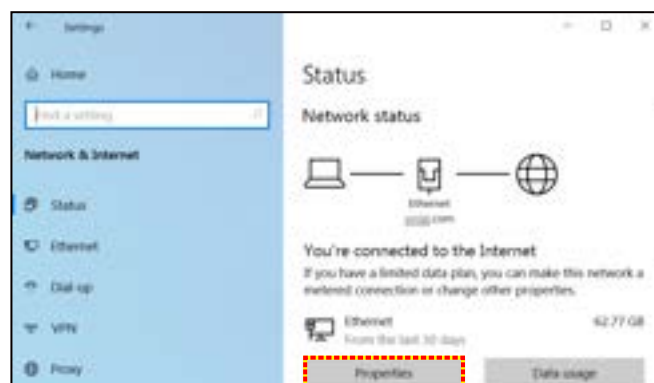 Settings
Home
Find a setting
Network & Internet
Status
Ethernet
Dial-up
VPN
Proxy
Status
Network status
Ethernet
.com
You're connected to the Internet
If you have a limited data plan, you can make this network a
metered connection or change other properties.
Ethernet
From the last 30 days
62.77 GB
Properties
Data usage